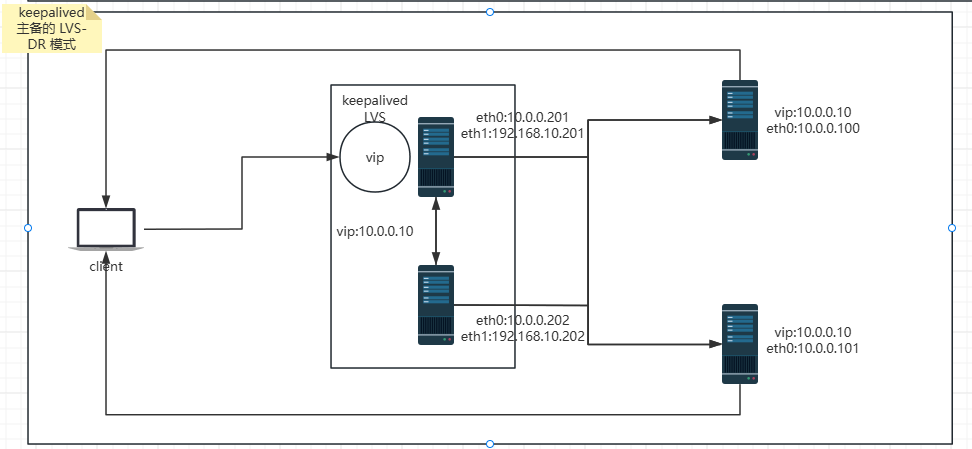 keepalived
主备的 LVS-
DR 模式
keepalived
LVS
vip
eth0:10.0.0.201
eth1:192.168.10.201
vip:10.0.0.10
eth0:10.0.0.100
vip:10.0.0.10
client
eth0:10.0.0.202
eth1:192.168.10.202
vip:10.0.0.10
eth0:10.0.0.101